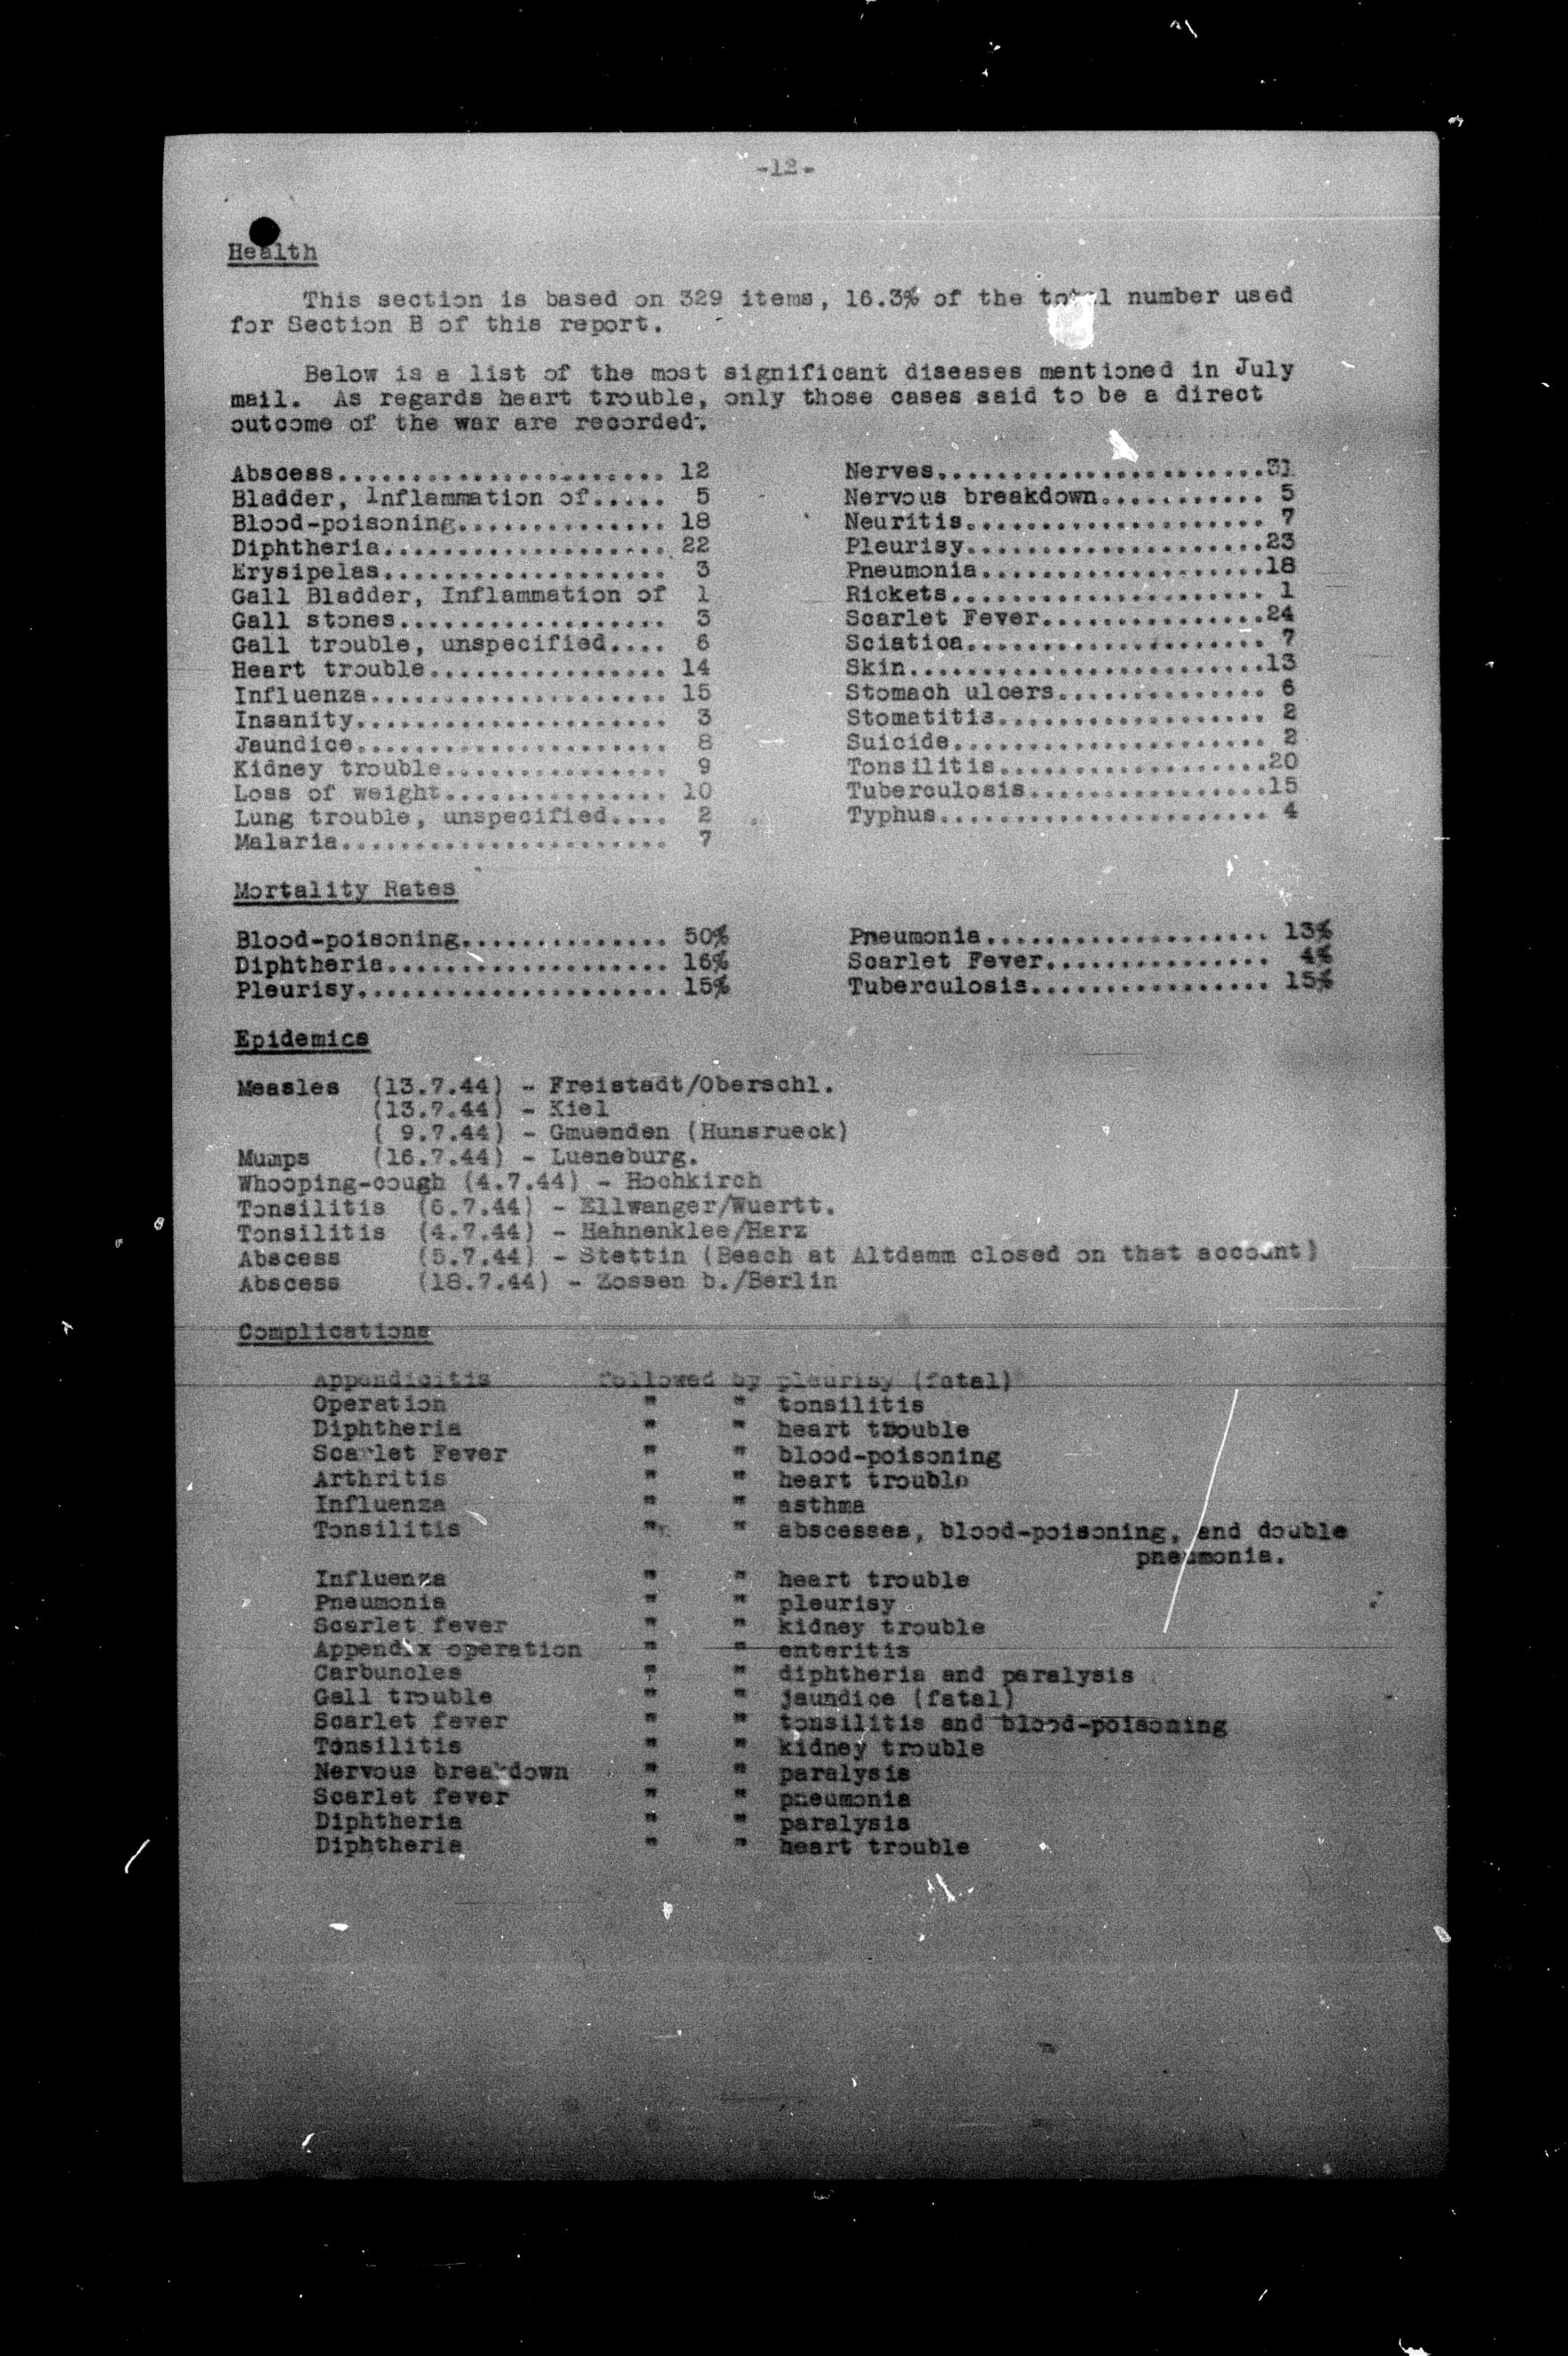 -12-
Health
This section is based on 329 items, 16.3% of the total number used
for Section B of this report.
Below is a list of the most significant diseases mentioned in July
mail. As regards heart trouble, only those cases said to be a direct
outcome of the war are recorded.
Abscess...................... 12
Bladder, Inflammation of..... 5
Blood-poisoning.............. 18
Diphtheria................... 22
Erysipelas................... 3
Gall Bladder, Inflammation of 1
Gall stones.................. 3
Gall trouble, unspecified.... 6
Heart trouble................ 14
Influenza.................... 15
Insanity..................... 3
Jaundice..................... 8
Kidney trouble............... 9
Loss of weight............... 10
Lung trouble, unspecified.... 2
Malaria...................... 7
Nerves......................31
Nervous breakdown........... 5
Neuritis.................... 7
Pleurisy....................23
Pneumonia...................18
Rickets..................... 1
Scarlet Fever...............24
Sciatica.................... 7
Skin........................13
Stomach ulcers.............. 6
Stomatitis.................. 2
Suicide..................... 2
Tonsilitis..................20
Tuberculosis................15
Typhus...................... 4
Mortality Rates
Blood-poisoning.............. 50%
Diphtheria................... 16%
Pleurisy..................... 15%
Pneumonia................... 13%
Scarlet Fever............... 4%
Tuberculosis................ 15%
Epidemics
Measles (13.7.44) - Freistadt/Oberschl.
(13.7.44) - Kiel
( 9.7.44) - Gmuenden (Hunsrueck)
Mumps (16.7.44) - Lueneburg.
Whooping-cough (4.7.44) - Hochkirch
Tonsilitis (6.7.44) - Ellwanger/Wuertt.
Tonsilitis (4.7.44) - Hahnenklee/Harz
Abscess (5.7.44) - Stettin (Beach at Altdamm closed on that account)
Abscess (18.7.44) - Zossen b./Berlin
Complications
Appendicitis followed by pleurisy (fatal)
Operation " " tonsilitis
Diphtheria " " heart trouble
Scarlet Fever " " blood-poisoning
Arthritis " " heart trouble
Influenza " " asthma
Tonsilitis " " abscesses, blood-poisoning, and double
pneumonia.
Influenza " " heart trouble
Pneumonia " " pleurisy
Scarlet fever " " kidney trouble
Appendix operation " " enteritis
Carbuncles " " diphtheria and paralysis
Gall trouble " " jaundice (fatal)
Scarlet fever " " tonsilitis and blood-poisoning
Tonsilitis " " kidney trouble
Nervous breakdown " " paralysis
Scarlet fever " " pneumonia
Diphtheria " " paralysis
Diphtheria " " heart trouble